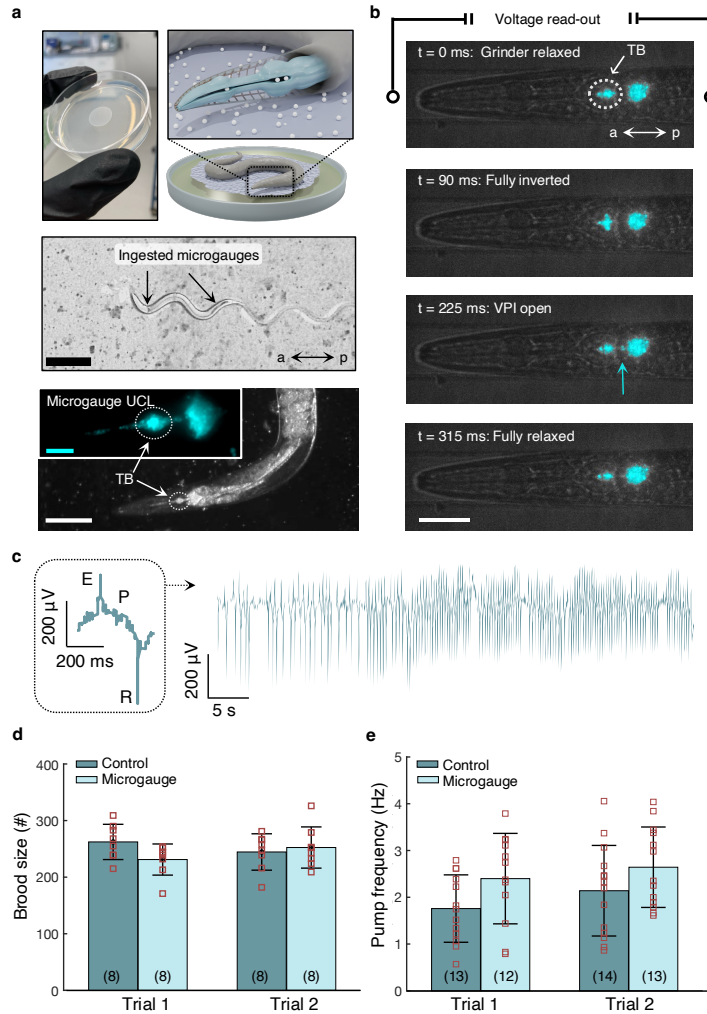 a
Ingested microgauges
a p
Microgauge UCL
TB
b
Voltage read-out
t = 0 ms: Grinder relaxed
TB
a p
t = 90 ms: Fully inverted
t = 225 ms: VPI open
t = 315 ms: Fully relaxed
c
E
P
R
200 µV
200 ms
200 µV
5 s
d
Control
Microgauge
Brood size (#)
400
300
200
100
0
(8) (8) (8) (8)
Trial 1 Trial 2
e
Control
Microgauge
Pump frequency (Hz)
5
4
3
2
1
0
(13) (12) (14) (13)
Trial 1 Trial 2